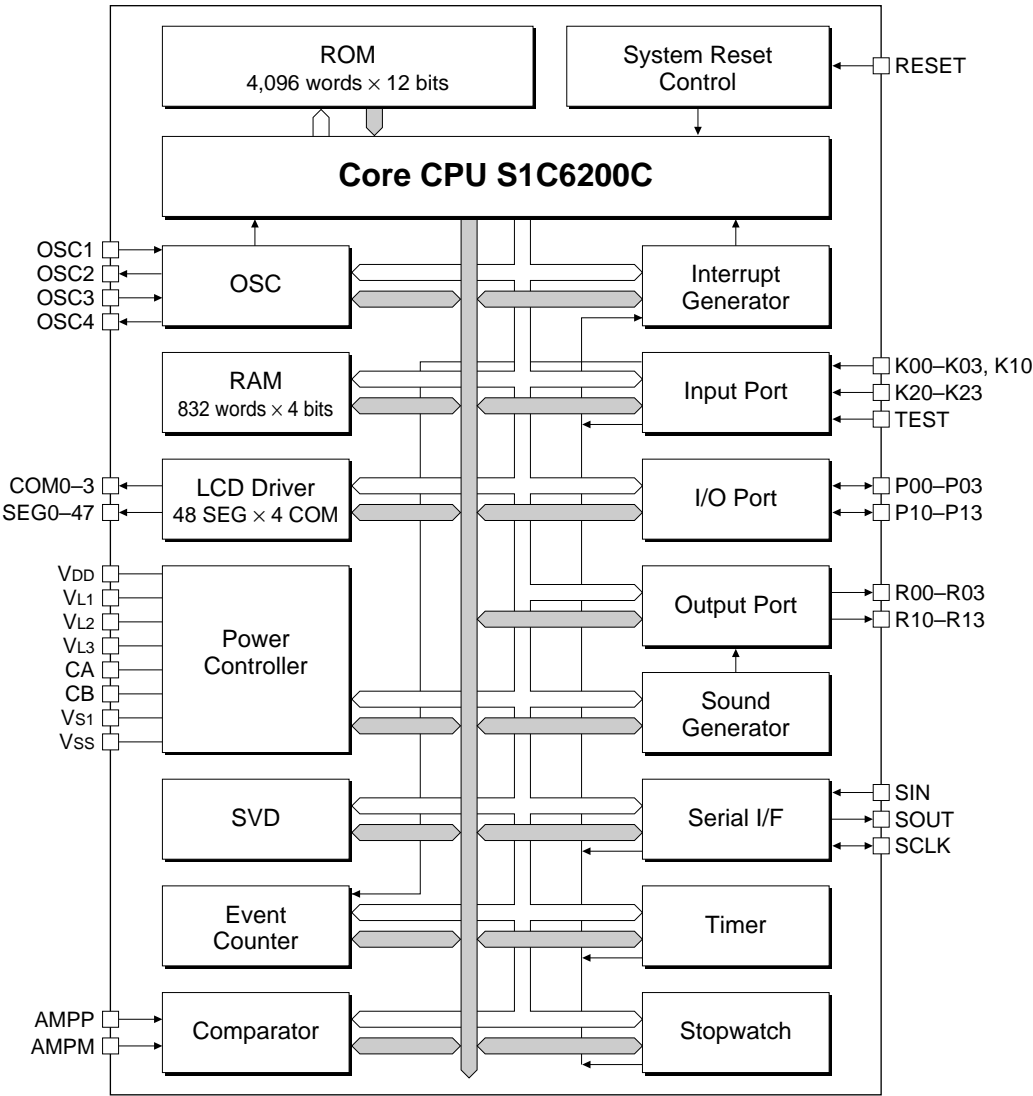 ROM
4,096 words × 12 bits
System Reset
Control
RESET
Core CPU S1C6200C
OSC1
OSC2
OSC3
OSC4
OSC
Interrupt
Generator
RAM
832 words × 4 bits
Input Port
K00–K03, K10
K20–K23
TEST
COM0–3
SEG0–47
LCD Driver
48 SEG × 4 COM
I/O Port
P00–P03
P10–P13
VDD
VL1
VL2
VL3
CA
CB
VS1
VSS
Power
Controller
Output Port
R00–R03
R10–R13
Sound
Generator
SVD
Serial I/F
SIN
SOUT
SCLK
Event
Counter
Timer
AMPP
AMPM
Comparator
Stopwatch